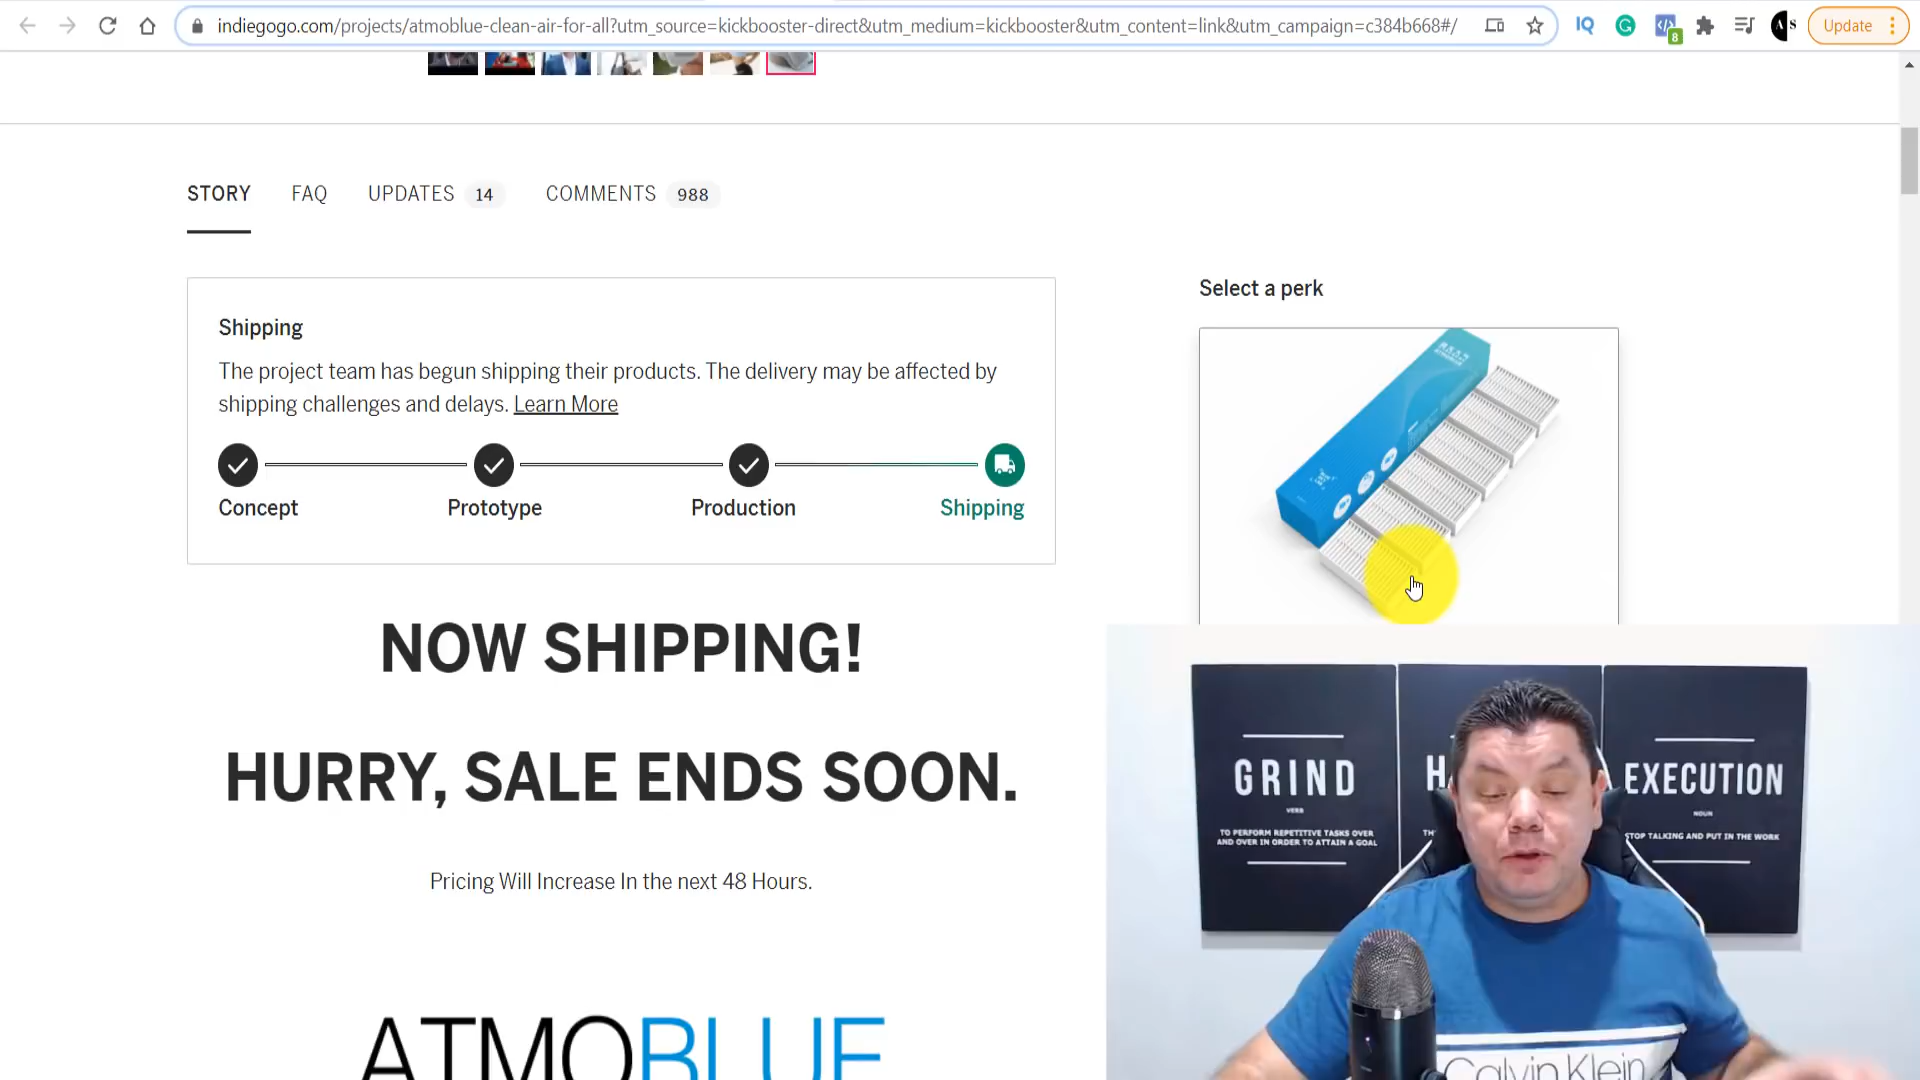 indiegogo.com/projects/atmoblue-clean-air-for-all?utm_source=kickbooster-direct&utm_medium=kickbooster&utm_content=link&utm_campaign=c384b668#/
IQ
G
8
A S
Update
STORY
FAQ
UPDATES 14
COMMENTS 988
Shipping
The project team has begun shipping their products. The delivery may be affected by
shipping challenges and delays. Learn More
Concept
Prototype
Production
Shipping
NOW SHIPPING!
HURRY, SALE ENDS SOON.
Pricing Will Increase In the next 48 Hours.
ATMOBLUE
Select a perk
GRIND
VERB
TO PERFORM REPETITIVE TASKS OVER
AND OVER IN ORDER TO ATTAIN A GOAL
H
TH
EXECUTION
NOUN
STOP TALKING AND PUT IN THE WORK
Calvin Klein